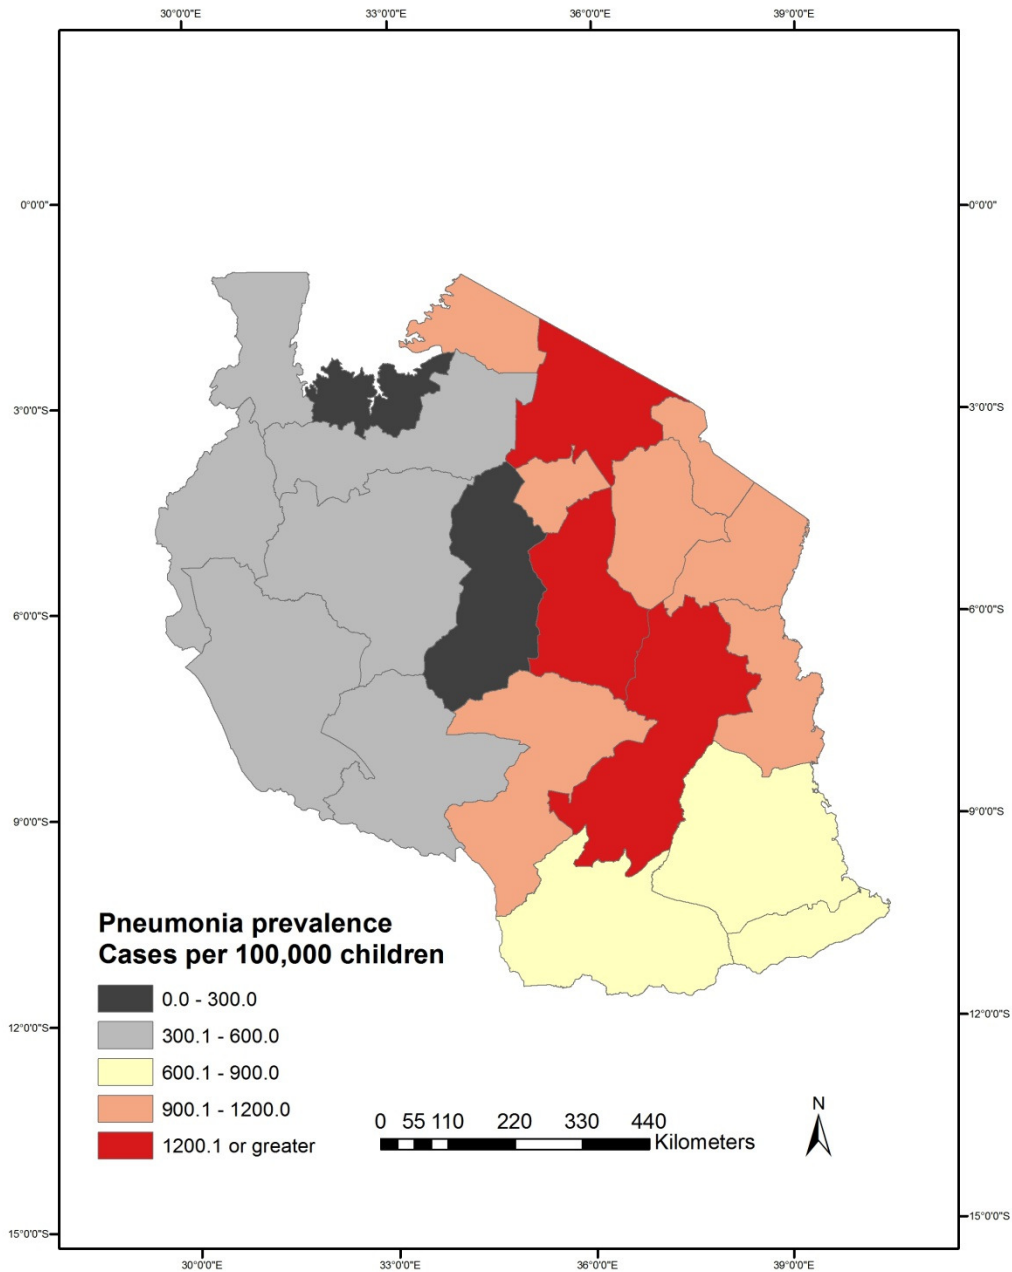 30°0'0"E 33°0'0"E 36°0'0"E 39°0'0"E
0°0'0" 0°0'0"
3°0'0"S 3°0'0"S
6°0'0"S 6°0'0"S
9°0'0"S 9°0'0"S
Pneumonia prevalence
Cases per 100,000 children
0.0 - 300.0
300.1 - 600.0
12°0'0"S 12°0'0"S
600.1 - 900.0
900.1 - 1200.0
1200.1 or greater
0 55 110 220 330 440
Kilometers
N
15°0'0"S 15°0'0"S
30°0'0"E 33°0'0"E 36°0'0"E 39°0'0"E